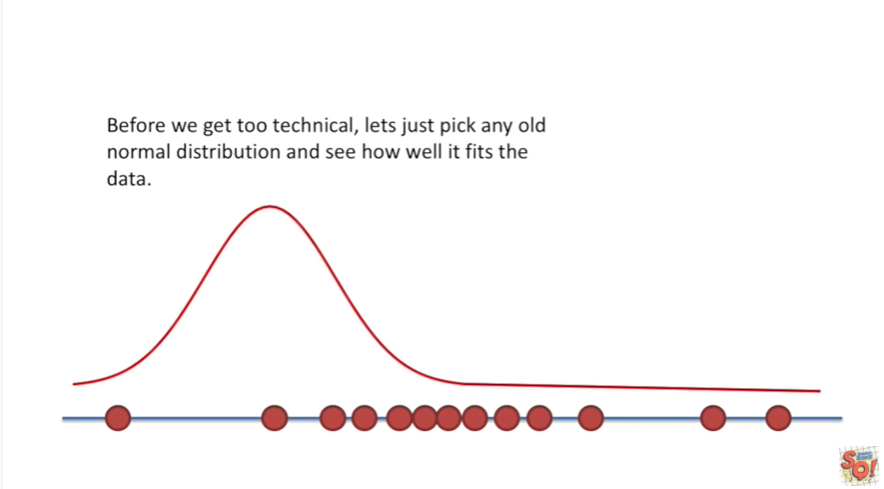 Before we get too technical, lets just pick any old
normal distribution and see how well it fits the
data.